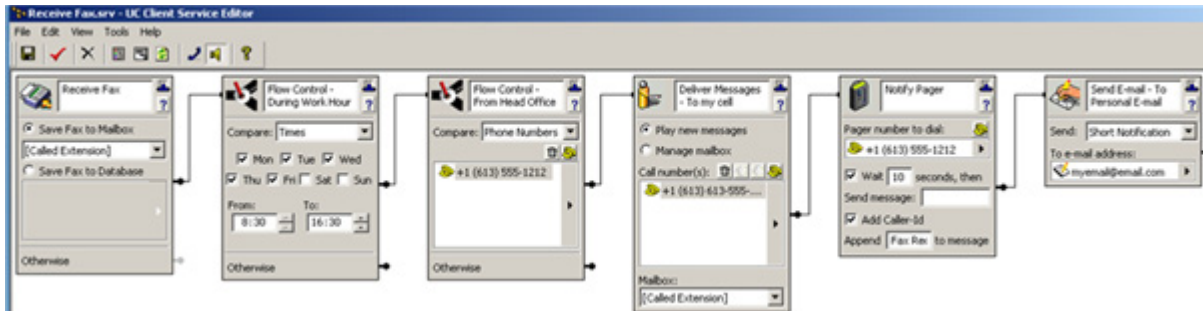 Receive Fax.srv - UC Client Service Editor
File Edit View Tools Help
Receive Fax
Save Fax to Mailbox
[Called Extension]
Save Fax to Database
Otherwise
Flow Control -
During Work Hour
Compare: Times
Mon Tue Wed
Thu Fri Sat Sun
From: To:
8:30 16:30
Otherwise
Flow Control -
From Head Office
Compare: Phone Numbers
+1 (613) 555-1212
Otherwise
Deliver Messages
- To my cell
Play new messages
Manage mailbox
Call number(s):
+1 (613)-613-555-....
Mailbox:
[Called Extension]
Notify Pager
Pager number to dial:
+1 (613) 555-1212
Wait 10 seconds, then
Send message:
Add Caller-Id
Append Fax Rec to message
Send E-mail - To
Personal E-mail
Send: Short Notification
To e-mail address:
myemail@email.com